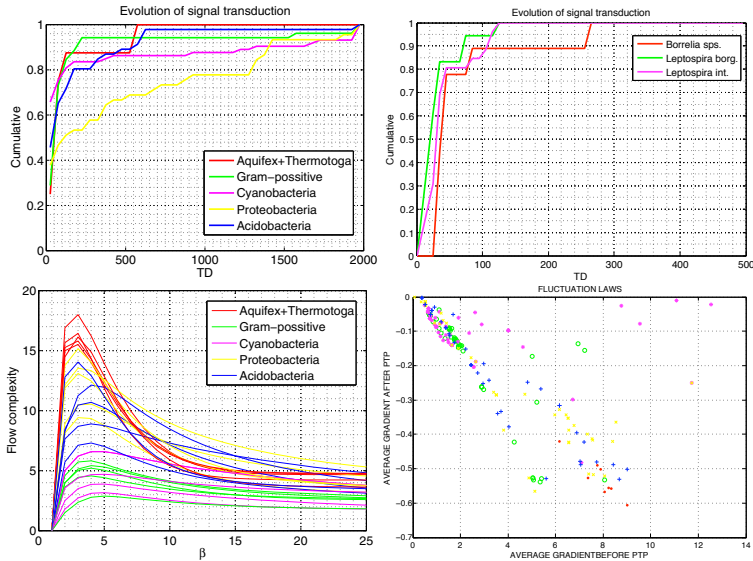 Evolution of signal transduction
1
0.8
0.6
0.4
0.2
0
Cumulative
Aquifex+Thermotoga
Gram-possitive
Cyanobacteria
Proteobacteria
Acidobacteria
0 500 1000 1500 2000
TD
Evolution of signal transduction
1
0.9
0.8
0.7
0.6
0.5
0.4
0.3
0.2
0.1
0
Cumulative
Borrelia sps.
Leptospira borg.
Leptospira int.
0 100 200 300 400 500
TD
20
15
10
5
0
Flow complexity
Aquifex+Thermotoga
Gram-possitive
Cyanobacteria
Proteobacteria
Acidobacteria
0 5 10 15 20 25
β
FLUCTUATION LAWS
0
-0.1
-0.2
-0.3
-0.4
-0.5
-0.6
-0.7
AVERAGE GRADIENT AFTER PTP
0 2 4 6 8 10 12 14
AVERAGE GRADIENTBEFORE PTP